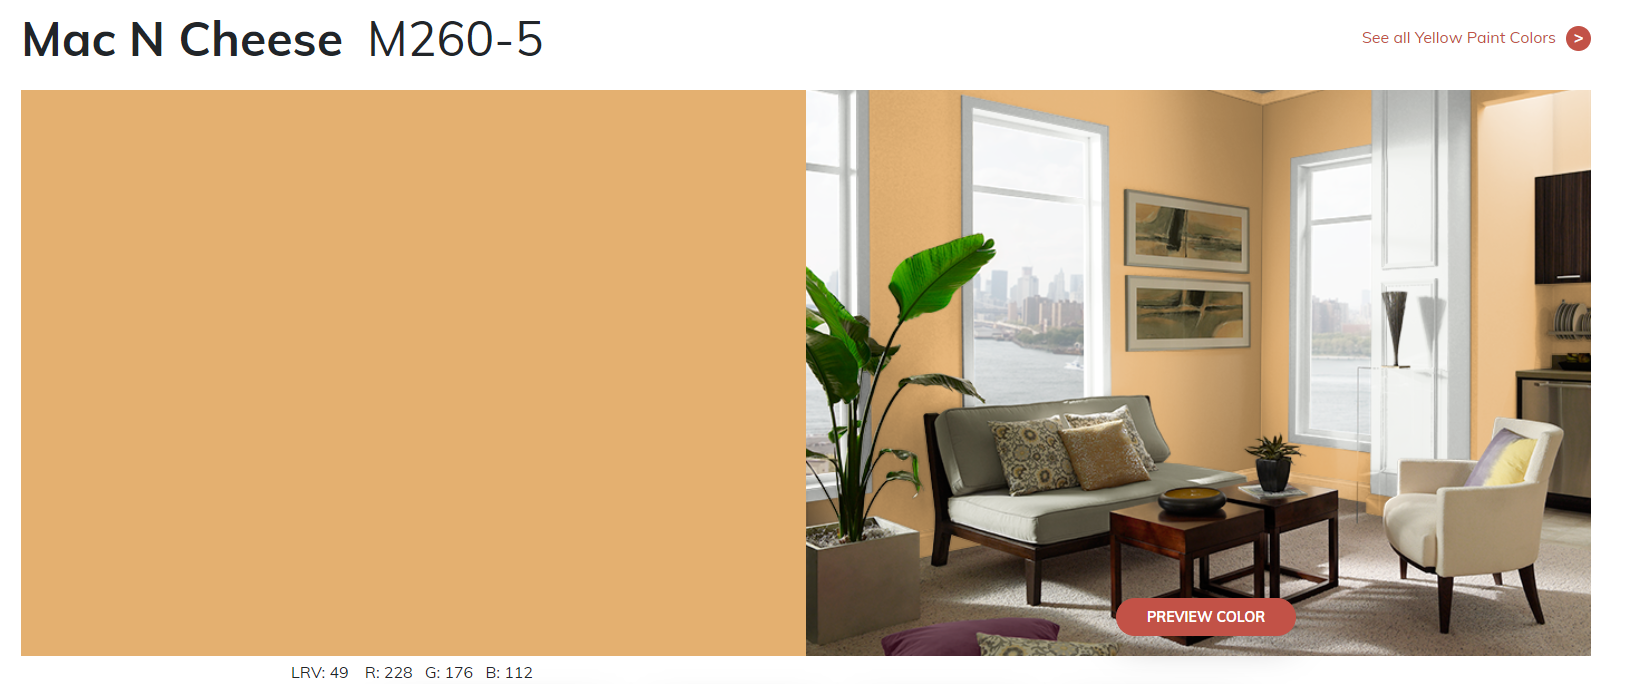 Mac N Cheese M260-5
See all Yellow Paint Colors >
PREVIEW COLOR
LRV: 49 R: 228 G: 176 B: 112